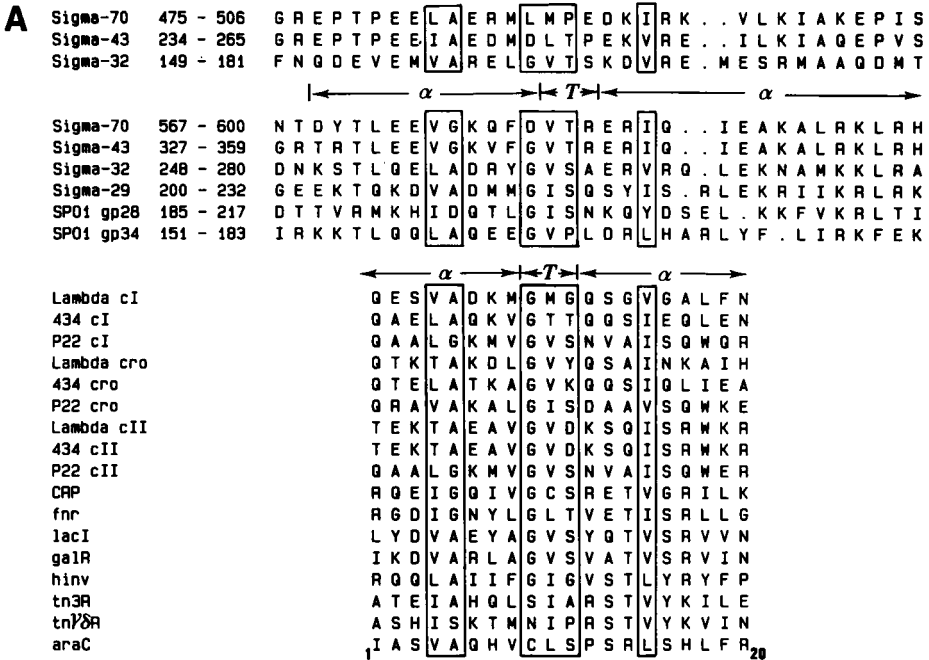 A
Sigma-70 475 - 506 G R E P T P E E L A E R M L M P E D K I R K . . V L K I A K E P I S
Sigma-43 234 - 265 G R E P T P E E I A E D M D L T P E K V R E . . I L K I A Q E P V S
Sigma-32 149 - 181 F N Q D E V E M V A R E L G V T S K D V R E . M E S R M A A Q D M T
α T α
Sigma-70 567 - 600 N T D Y T L E E V G K Q F D V T R E R I Q . . I E A K A L R K L R H
Sigma-43 327 - 359 G R T R T L E E V G K V F G V T R E R I Q . . I E A K A L R K L R H
Sigma-32 248 - 280 D N K S T L Q E L A D R Y G V S A E R V R Q . L E K N A M K K L R A
Sigma-29 200 - 232 G E E K T Q K D V A D M M G I S Q S Y I S . R L E K R I I K R L R K
SPO1 gp28 185 - 217 D T T V R M K H I D Q T L G I S N K Q Y D S E L . K K F V K R L T I
SPO1 gp34 151 - 183 I R K K T L Q Q L A Q E E G V P L D R L H A R L Y F . L I R K F E K
α T α
Lambda cI Q E S V A D K M G M G Q S G V G A L F N
434 cI Q A E L A Q K V G T T Q Q S I E Q L E N
P22 cI Q A A L G K M V G V S N V A I S Q W Q R
Lambda cro Q T K T A K D L G V Y Q S A I N K A I H
434 cro Q T E L A T K A G V K Q Q S I Q L I E A
P22 cro Q R A V A K A L G I S D A A V S Q W K E
Lambda cII T E K T A E A V G V D K S Q I S R W K R
434 cII T E K T A E A V G V D K S Q I S R W K R
P22 cII Q A A L G K M V G V S N V A I S Q W E R
CRP R Q E I G Q I V G C S R E T V G R I L K
fnr R G D I G N Y L G L T V E T I S R L L G
lacI L Y D V A E Y A G V S Y Q T V S R V V N
galR I K D V A R L A G V S V A T V S R V I N
hinv R Q Q L A I I F G I G V S T L Y R Y F P
tn3R A T E I A H Q L S I A R S T V Y K I L E
tnγδR A S H I S K T M N I P R S T V Y K V I N
araC 1 I A S V A Q H V C L S P S R L S H L F R 20